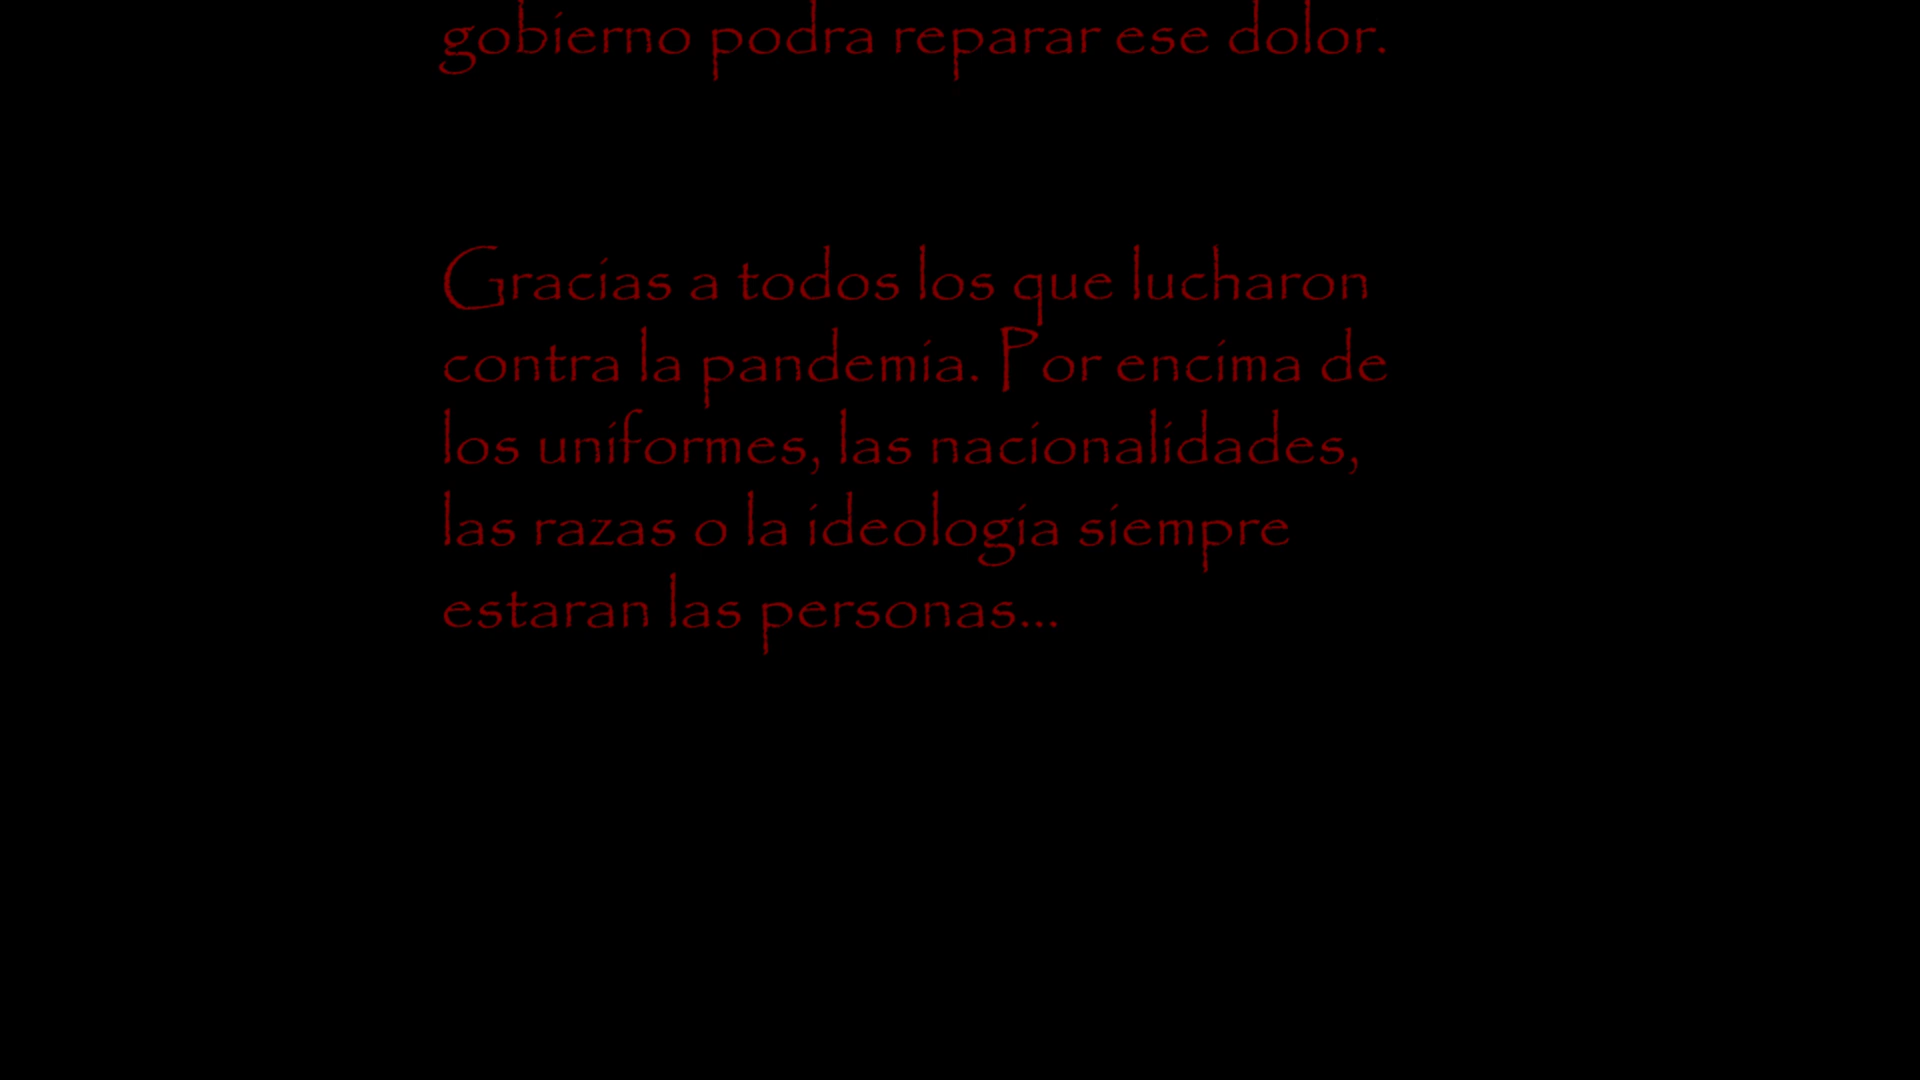 gobierno podra reparar ese dolor.
Gracias a todos los que lucharon
contra la pandemia. Por encima de
los uniformes, las nacionalidades,
las razas o la ideologia siempre
estaran las personas...